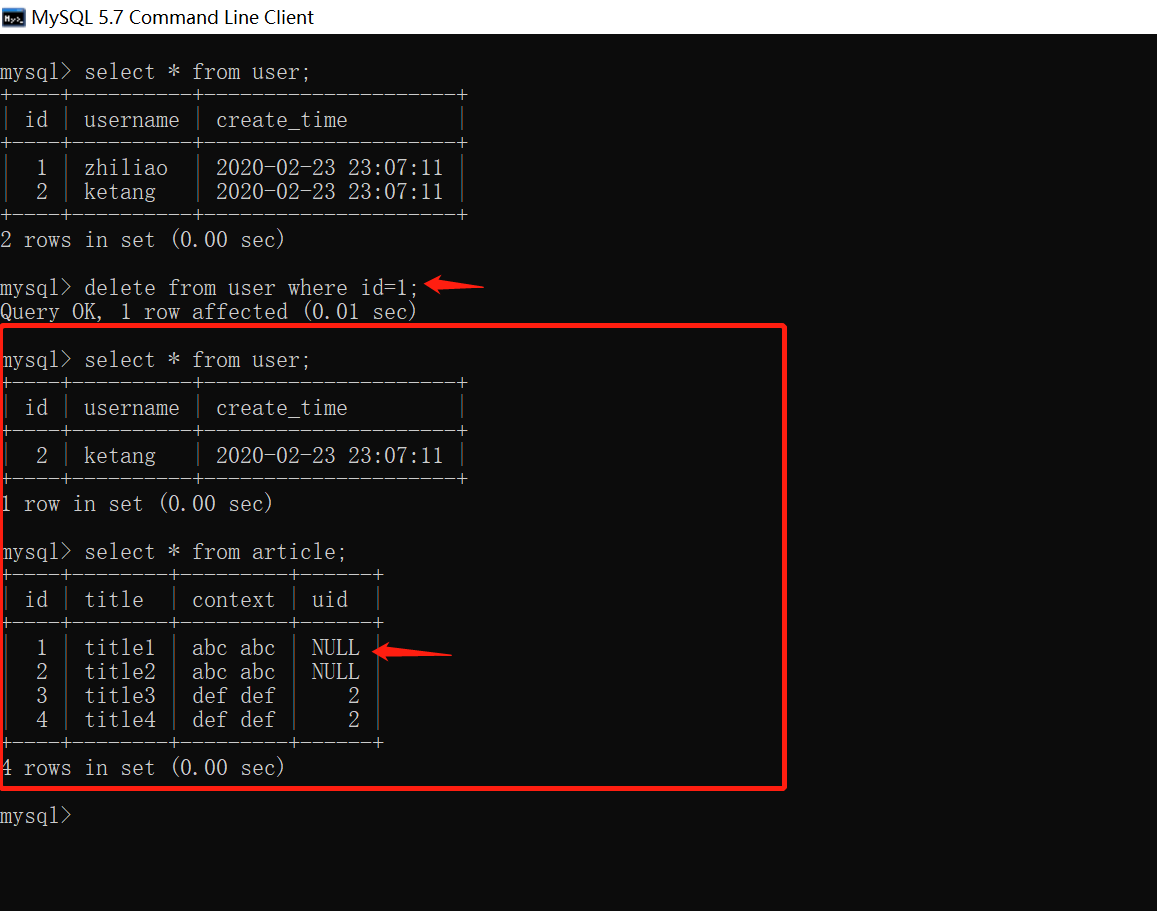 MySQL 5.7 Command Line Client
mysql> select * from user;
+----+----------+---------------------+
| id | username | create_time         |
+----+----------+---------------------+
|  1 | zhiliao  | 2020-02-23 23:07:11 |
|  2 | ketang   | 2020-02-23 23:07:11 |
+----+----------+---------------------+
2 rows in set (0.00 sec)
mysql> delete from user where id=1;
Query OK, 1 row affected (0.01 sec)
mysql> select * from user;
+----+----------+---------------------+
| id | username | create_time         |
+----+----------+---------------------+
|  2 | ketang   | 2020-02-23 23:07:11 |
+----+----------+---------------------+
1 row in set (0.00 sec)
mysql> select * from article;
+----+--------+---------+------+
| id | title  | context | uid  |
+----+--------+---------+------+
|  1 | title1 | abc abc | NULL |
|  2 | title2 | abc abc | NULL |
|  3 | title3 | def def |    2 |
|  4 | title4 | def def |    2 |
+----+--------+---------+------+
4 rows in set (0.00 sec)
mysql>